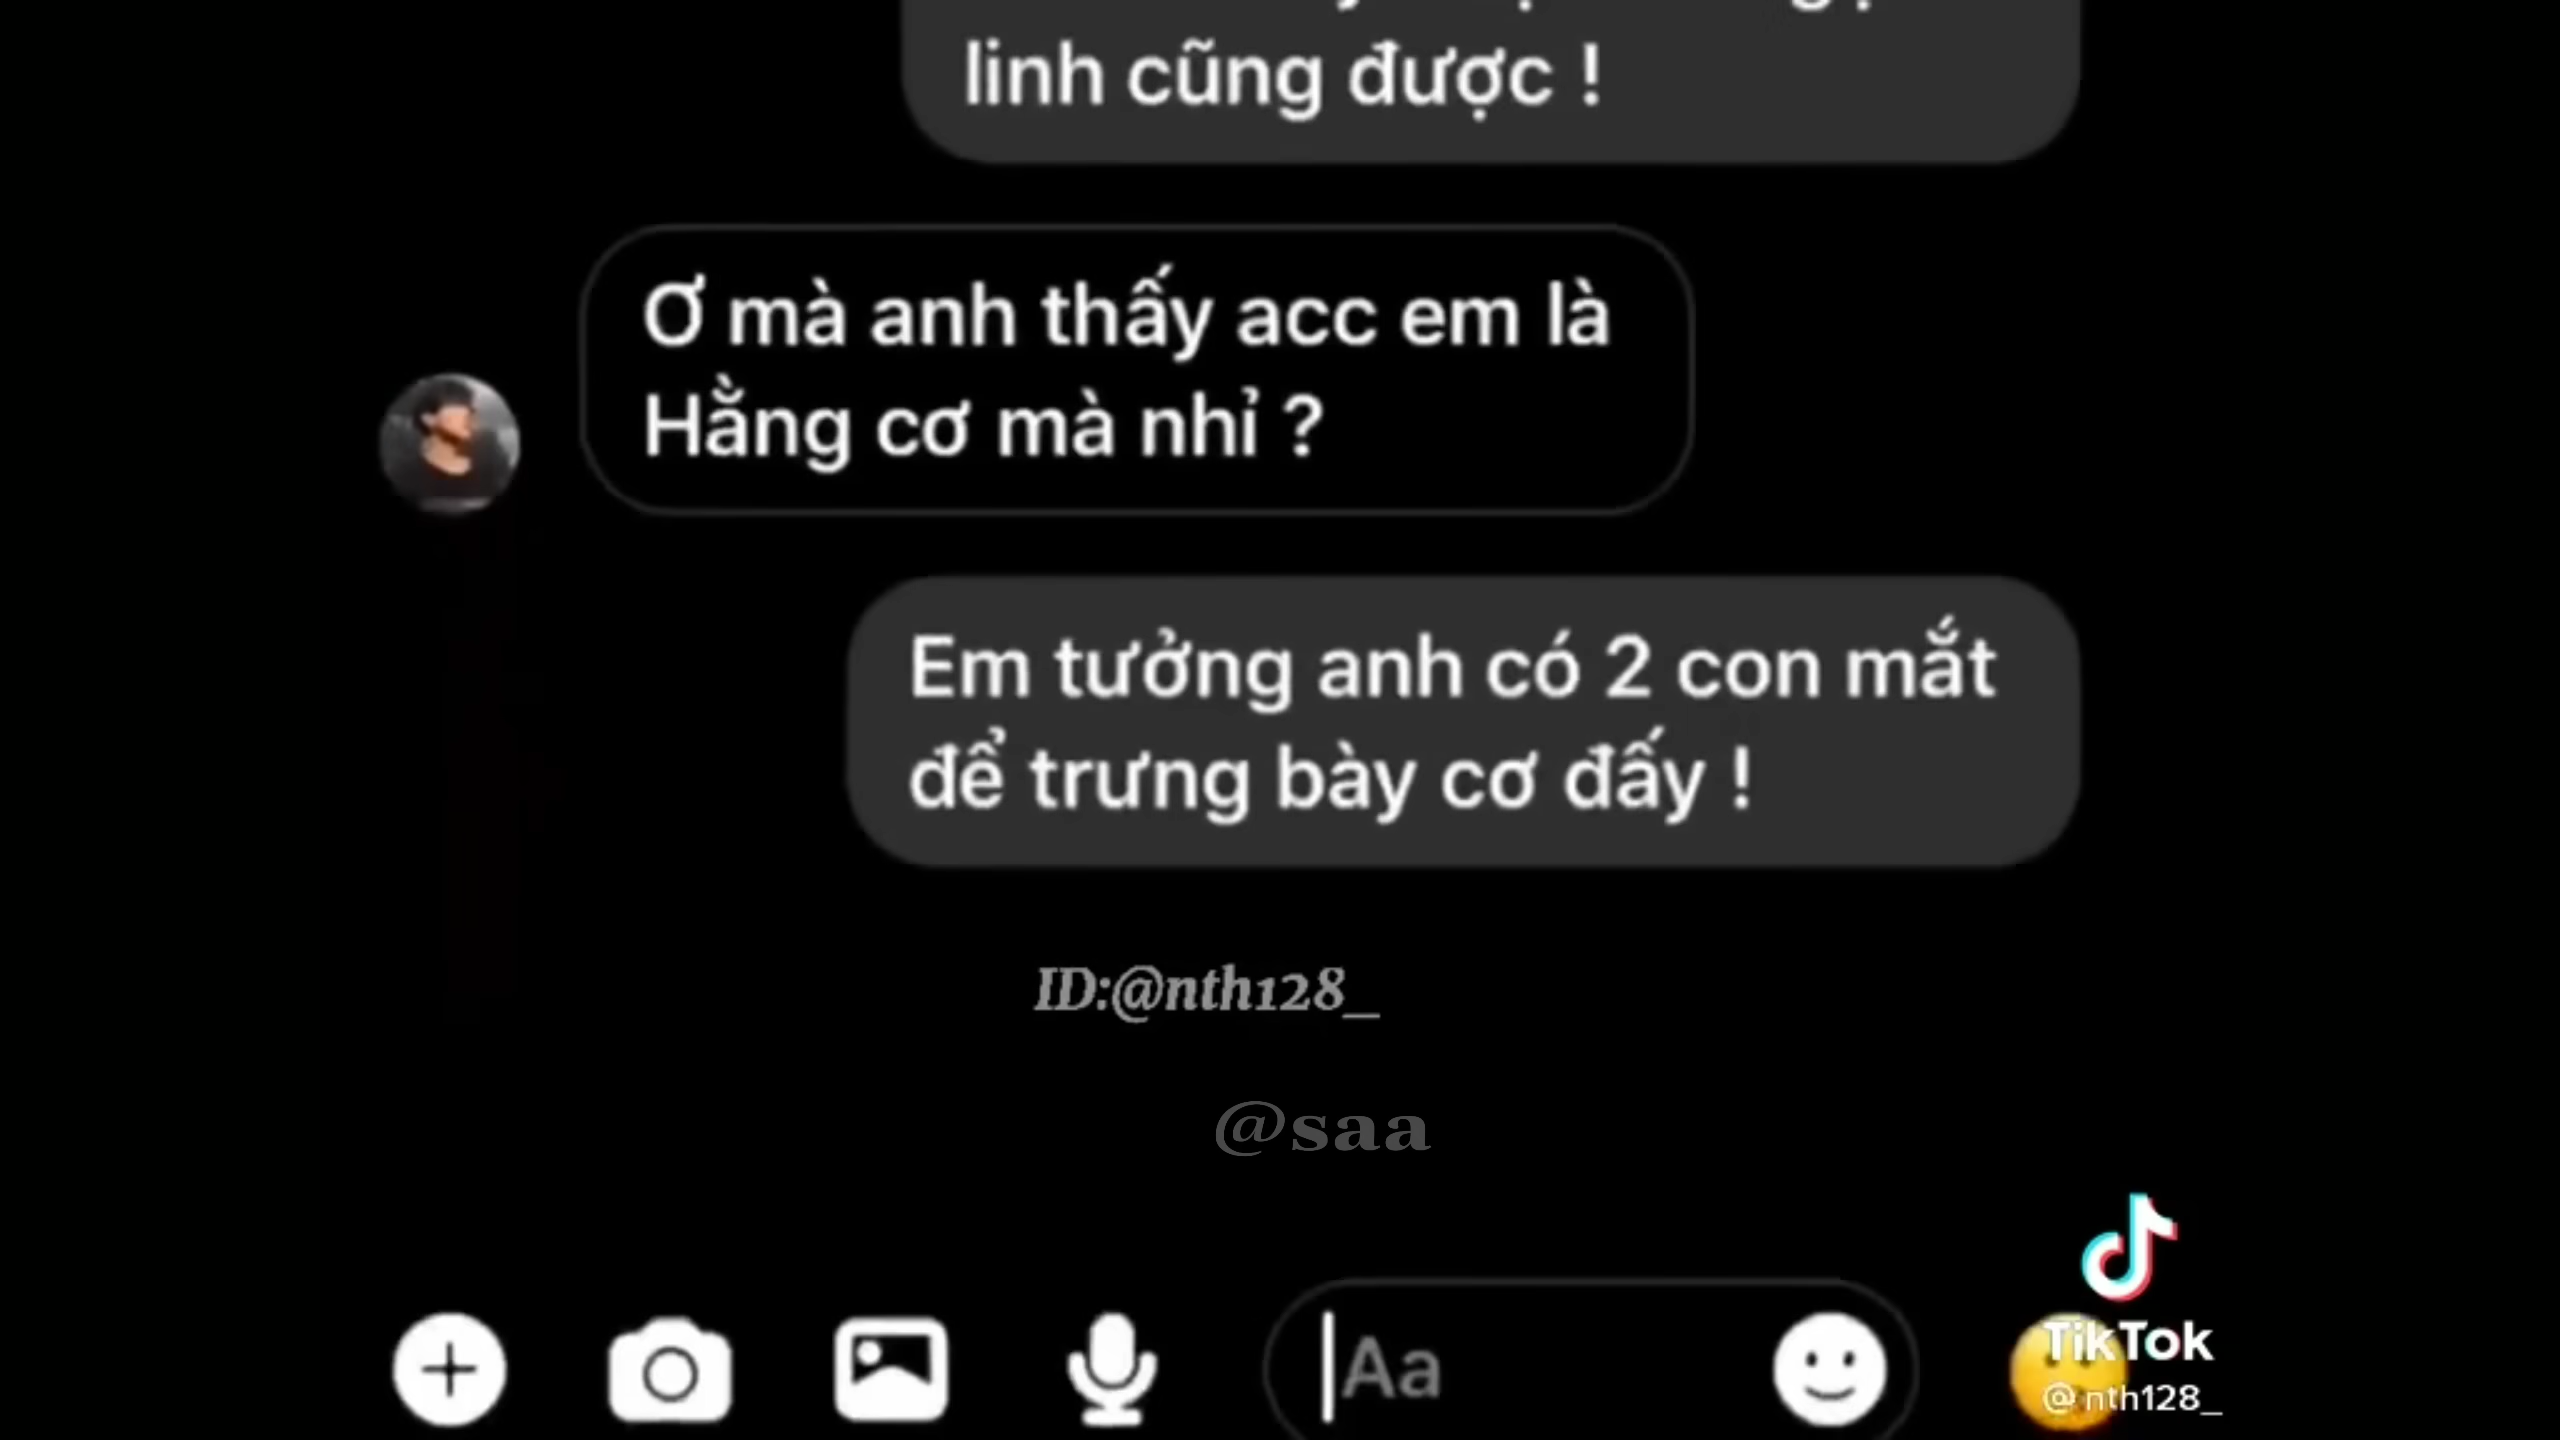 linh cũng được !
Ơ mà anh thấy acc em là
Hằng cơ mà nhỉ ?
Em tưởng anh có 2 con mắt
để trưng bày cơ đấy !
ID:@nth128_
@saa
Aa
TikTok
@nth128_